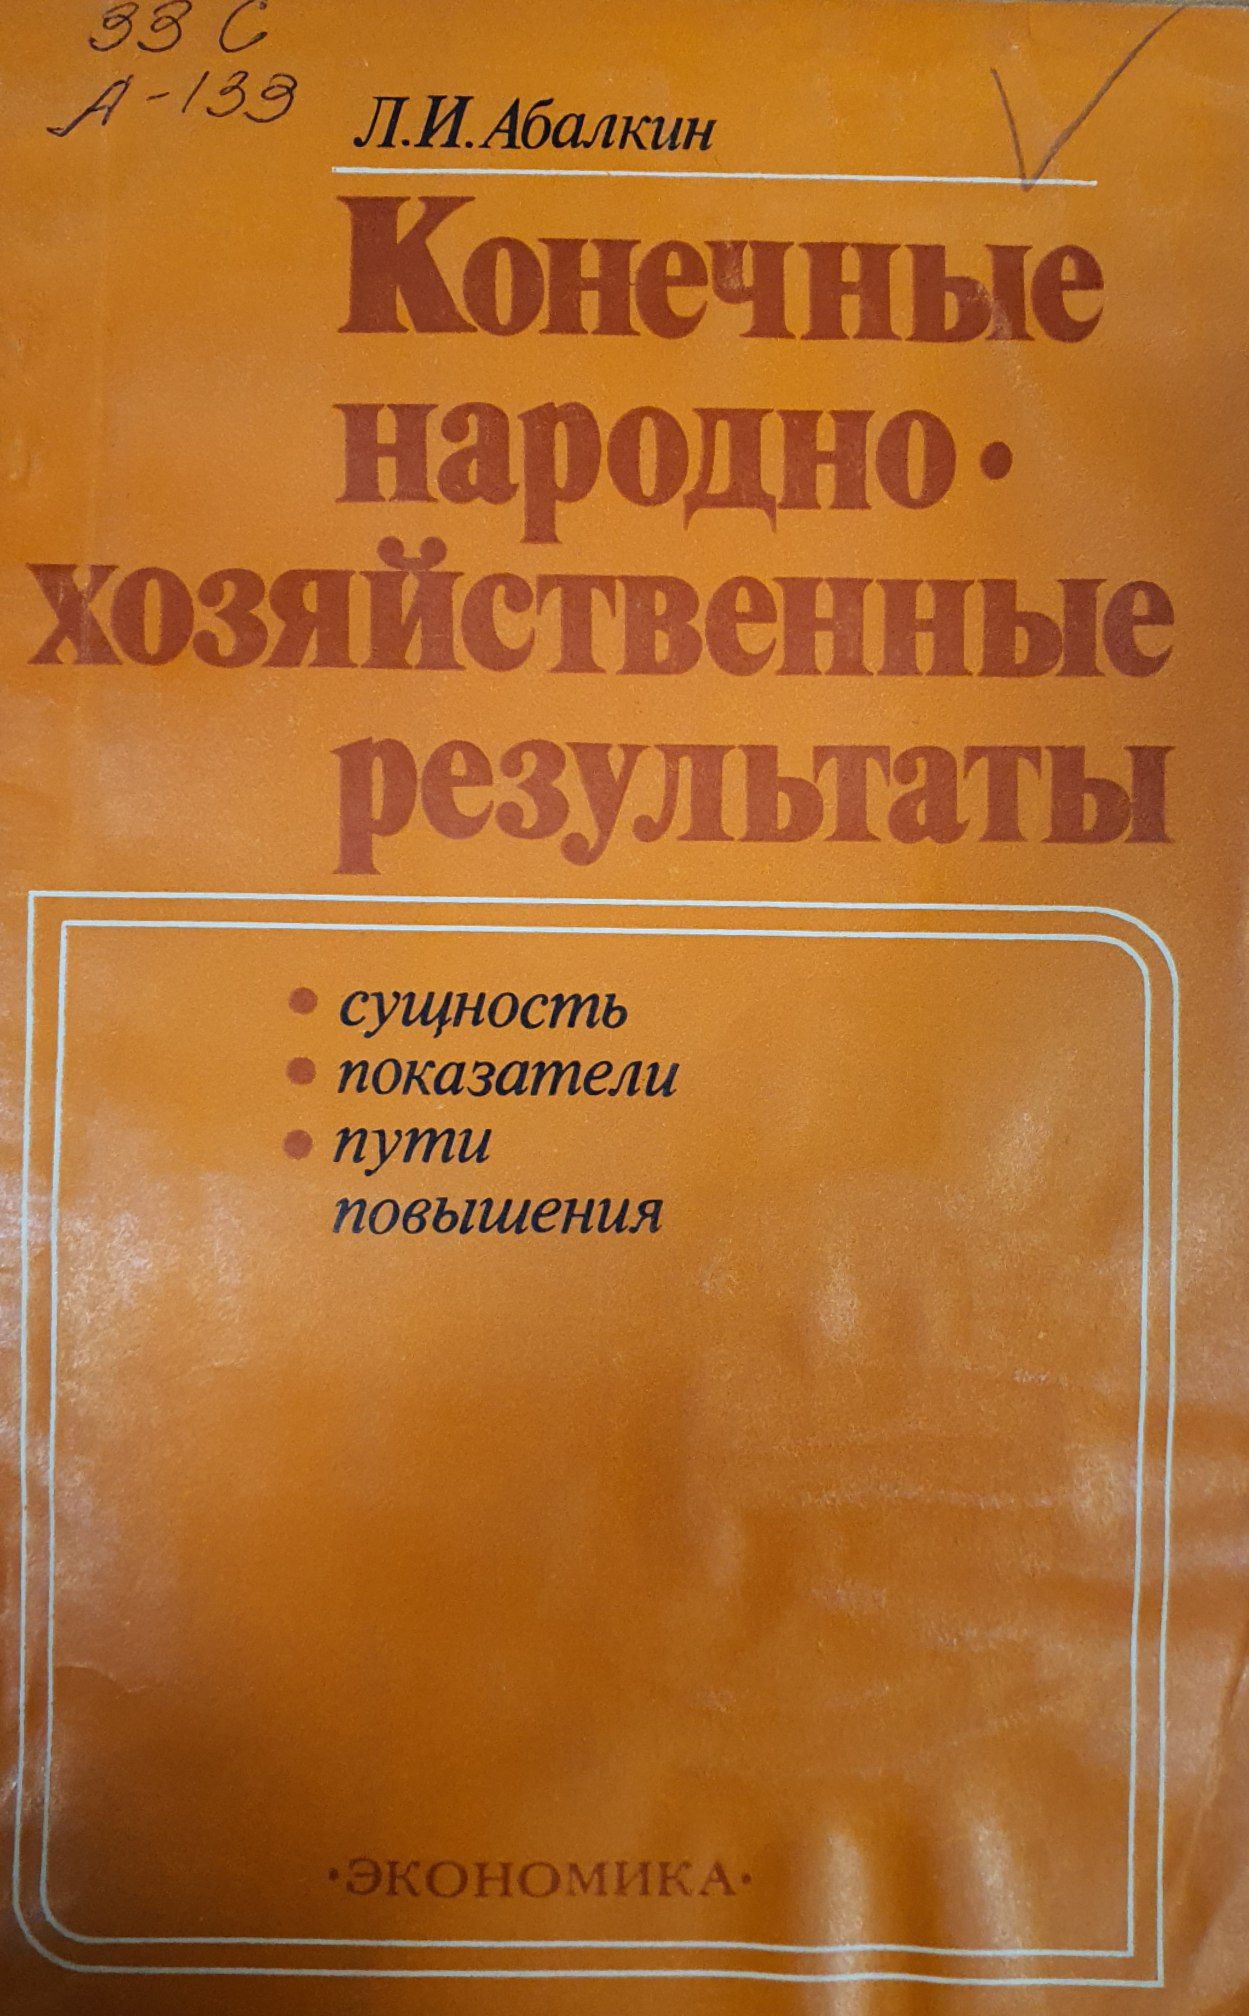 33 С
А-133
Л.И.Абалкин
Конечные
народно-
хозяйственные
результаты
• сущность
• показатели
• пути
повышения
·ЭКОНОМИКА·